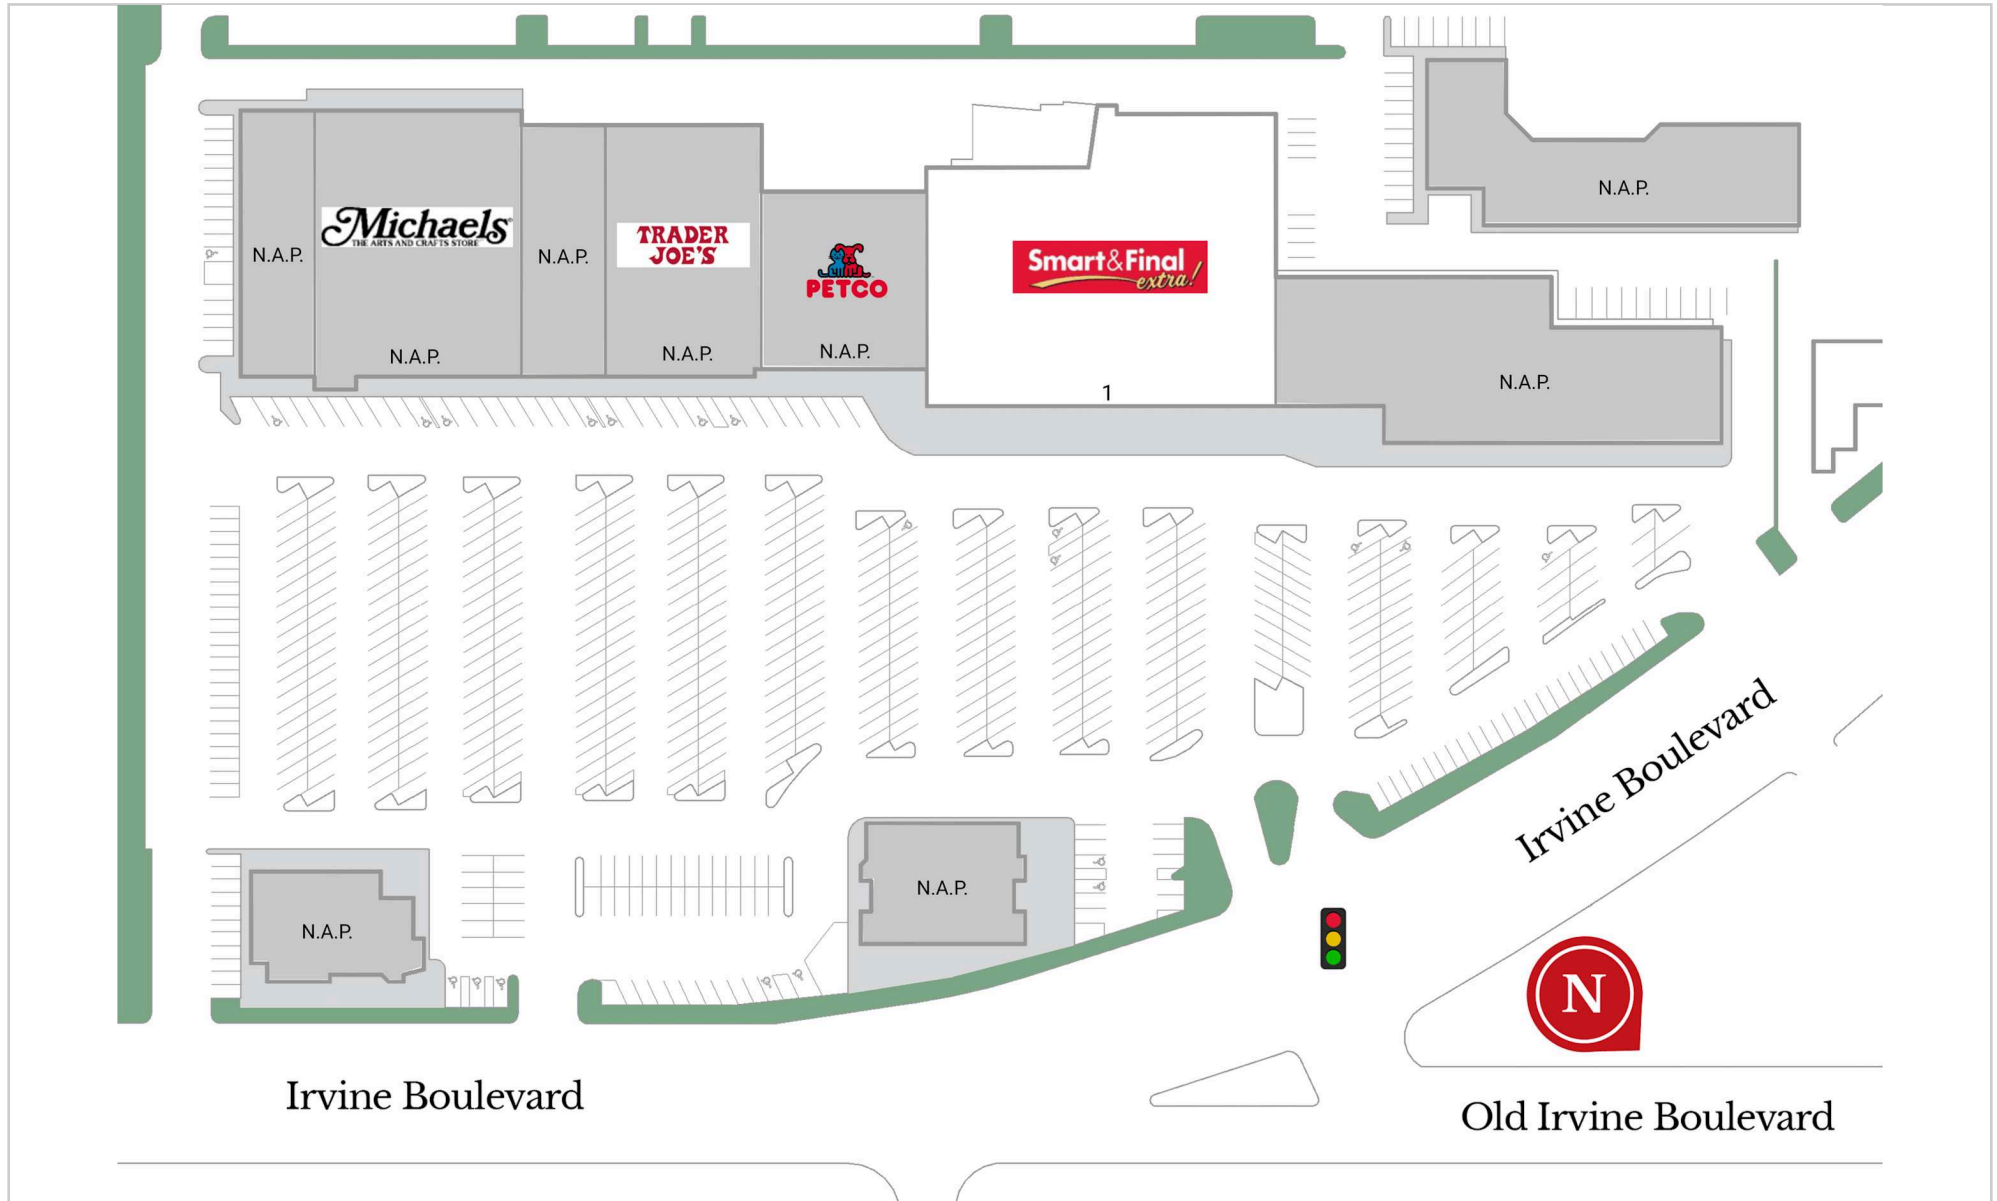 Michaels
THE ARTS AND CRAFTS STORE
N.A.P.
N.A.P.
N.A.P.
TRADER
JOE'S
N.A.P.
PETCO
N.A.P.
Smart&Final
extra!
1
N.A.P.
N.A.P.
N.A.P.
N.A.P.
Irvine Boulevard
N
Irvine Boulevard
Old Irvine Boulevard